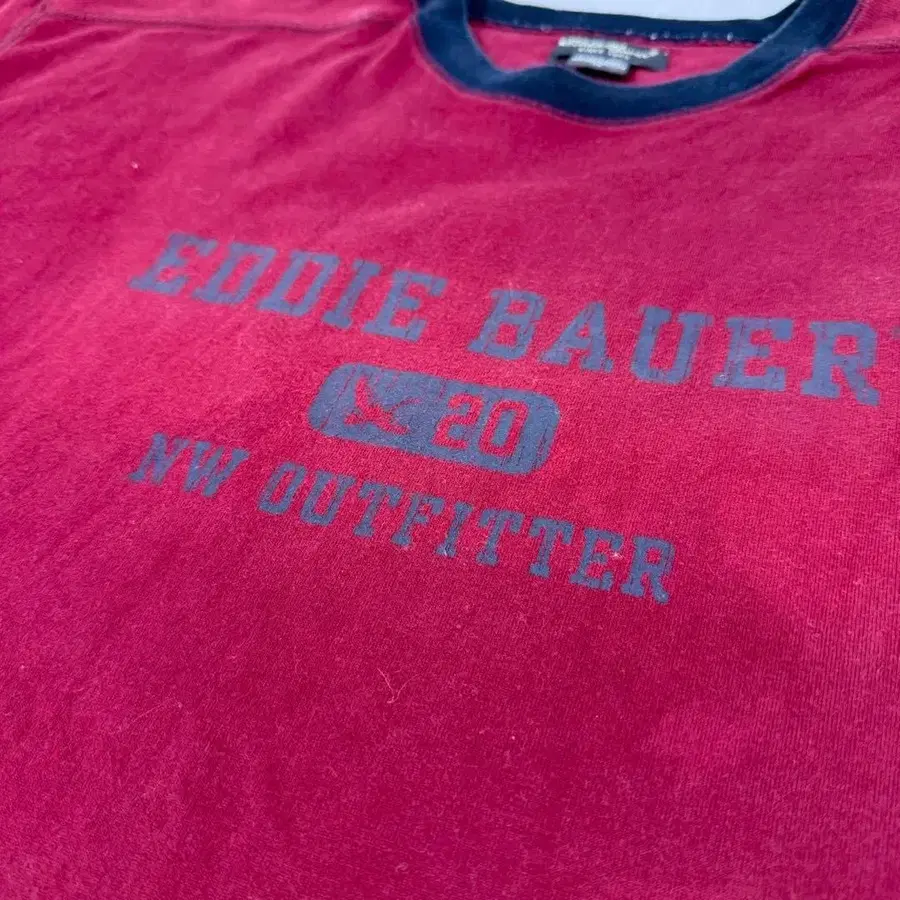 EDDIE BAUER
20
NW OUTFITTER